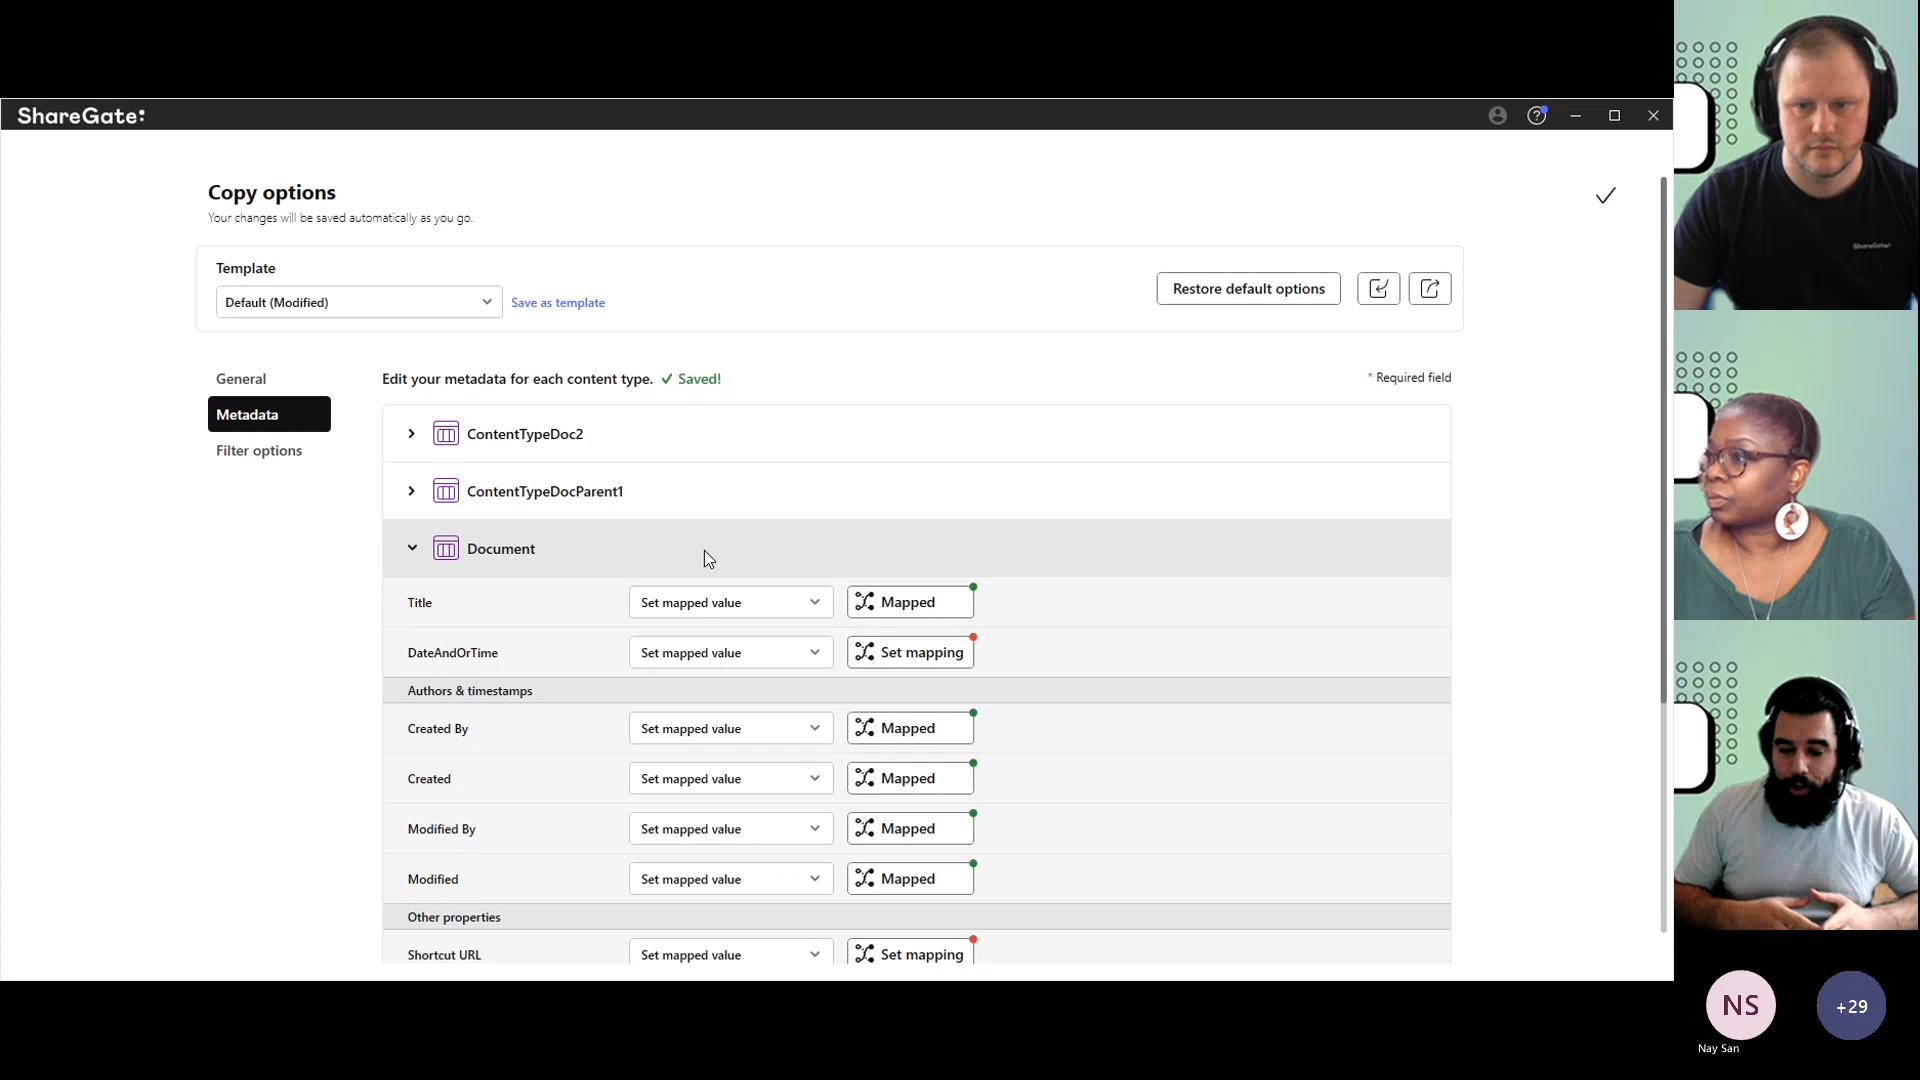 ShareGate:
Copy options
Your changes will be saved automatically as you go.
Template
Default (Modified)
Save as template
Restore default options
General
Metadata
Filter options
Edit your metadata for each content type. ✓ Saved!
* Required field
ContentTypeDoc2
ContentTypeDocParent1
Document
Title
Set mapped value
Mapped
DateAndOrTime
Set mapped value
Set mapping
Authors & timestamps
Created By
Set mapped value
Mapped
Created
Set mapped value
Mapped
Modified By
Set mapped value
Mapped
Modified
Set mapped value
Mapped
Other properties
Shortcut URL
Set mapped value
Set mapping
ShareGate:
NS
+29
Nay San